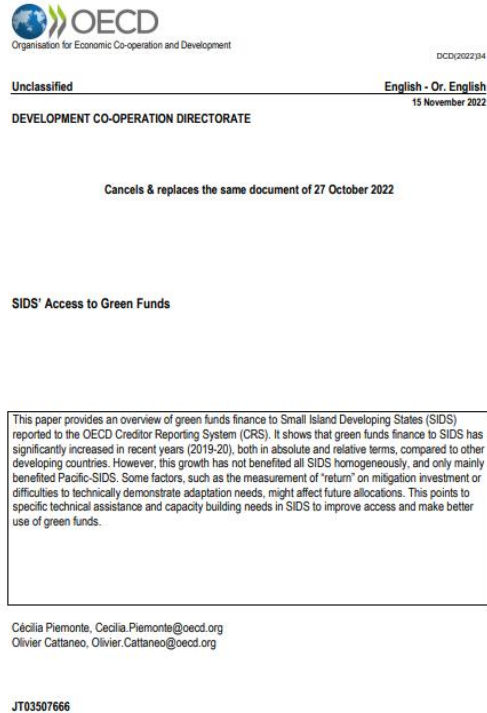 OECD
Organisation for Economic Co-operation and Development
DCD(2022)34
Unclassified
English - Or. English
15 November 2022
DEVELOPMENT CO-OPERATION DIRECTORATE
Cancels & replaces the same document of 27 October 2022
SIDS' Access to Green Funds
This paper provides an overview of green funds finance to Small Island Developing States (SIDS)
reported to the OECD Creditor Reporting System (CRS). It shows that green funds finance to SIDS has
significantly increased in recent years (2019-20), both in absolute and relative terms, compared to other
developing countries. However, this growth has not benefited all SIDS homogeneously, and only mainly
benefited Pacific-SIDS. Some factors, such as the measurement of "return" on mitigation investment or
difficulties to technically demonstrate adaptation needs, might affect future allocations. This points to
specific technical assistance and capacity building needs in SIDS to improve access and make better
use of green funds.
Cécilia Piemonte, Cecilia.Piemonte@oecd.org
Olivier Cattaneo, Olivier.Cattaneo@oecd.org
JT03507666